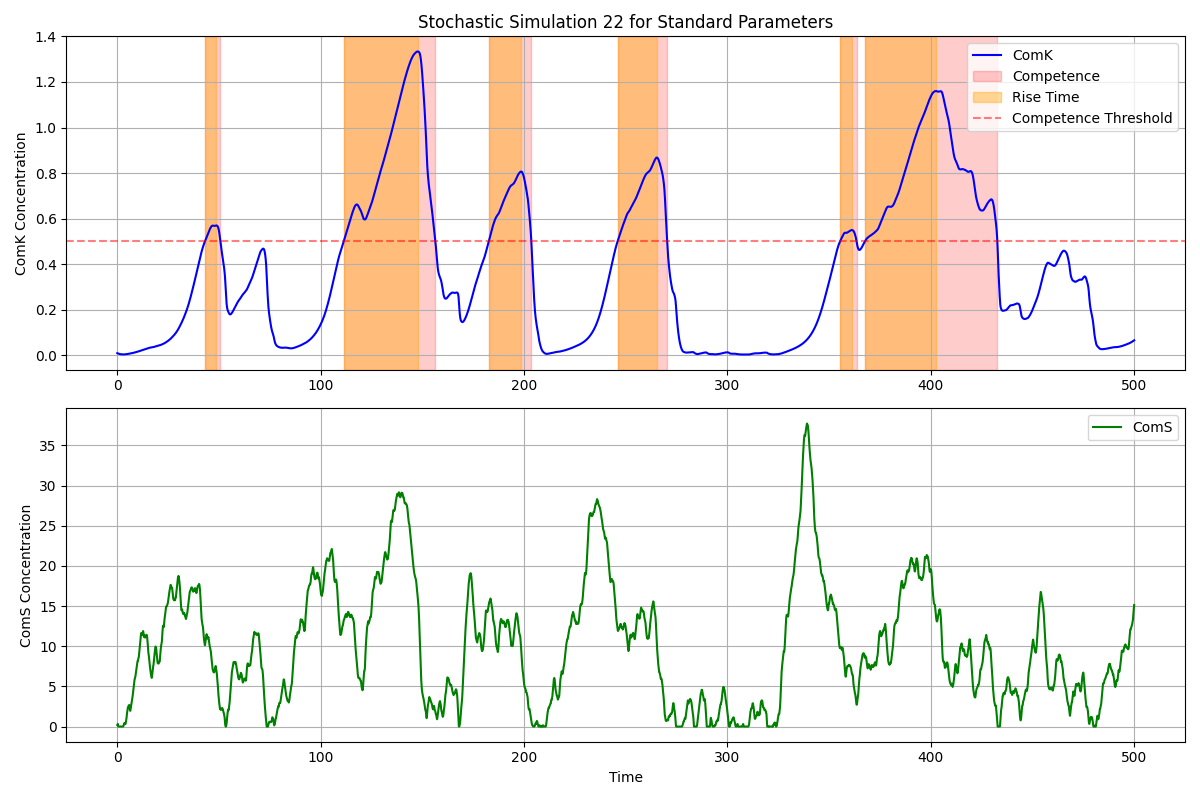 Stochastic Simulation 22 for Standard Parameters
1.4
1.2
1.0
0.8
0.6
0.4
0.2
0.0
ComK Concentration
ComK
Competence
Rise Time
Competence Threshold
0 100 200 300 400 500
35
30
25
20
15
10
5
0
ComS Concentration
ComS
0 100 200 300 400 500
Time